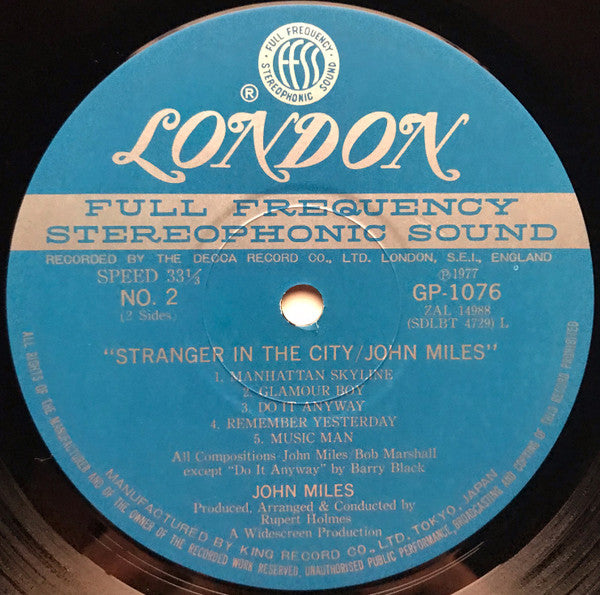 FULL FREQUENCY
STEREOPHONIC SOUND
FFSS
®
LONDON
FULL FREQUENCY
STEREOPHONIC SOUND
RECORDED BY THE DECCA RECORD CO., LTD. LONDON, S.E.I., ENGLAND
SPEED 33⅓
NO. 2
(2 Sides)
℗1977
GP-1076
ZAL 14988
(SDLBT 4729) L
"STRANGER IN THE CITY/JOHN MILES"
1. MANHATTAN SKYLINE
2. GLAMOUR BOY
3. DO IT ANYWAY
4. REMEMBER YESTERDAY
5. MUSIC MAN
All Compositions-John Miles/Bob Marshall
except "Do It Anyway" by Barry Black
JOHN MILES
Produced, Arranged & Conducted by
Rupert Holmes
A Widescreen Production
MANUFACTURED BY KING RECORD CO., LTD, TOKYO, JAPAN
ALL RIGHTS OF THE MANUFACTURER AND OF THE OWNER OF THE RECORDED WORK RESERVED, UNAUTHORISED PUBLIC PERFORMANCE, BROADCASTING AND COPYING OF THIS RECORD PROHIBITED